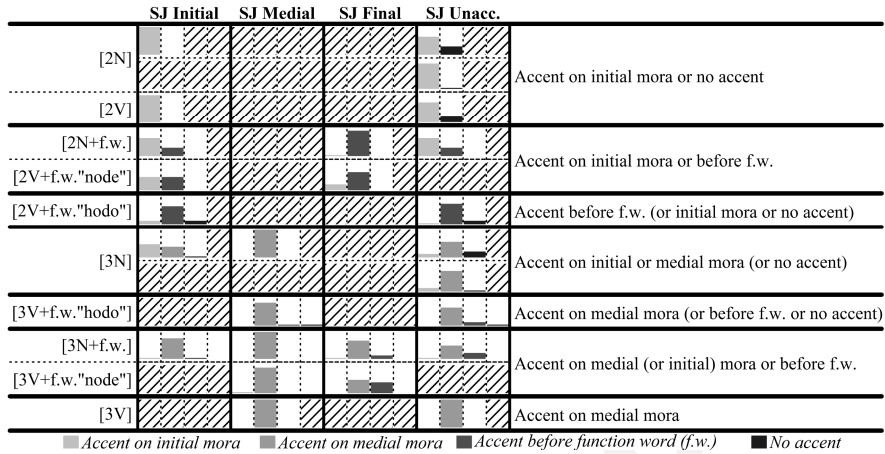 SJ Initial SJ Medial SJ Final SJ Unacc.
[2N]
Accent on initial mora or no accent
[2V]
[2N+f.w.]
Accent on initial mora or before f.w.
[2V+f.w."node"]
[2V+f.w."hodo"] Accent before f.w. (or initial mora or no accent)
[3N]
Accent on initial or medial mora (or no accent)
[3V+f.w."hodo"] Accent on medial mora (or before f.w. or no accent)
[3N+f.w.]
Accent on medial (or initial) mora or before f.w.
[3V+f.w."node"]
[3V] Accent on medial mora
Accent on initial mora Accent on medial mora Accent before function word (f.w.) No accent